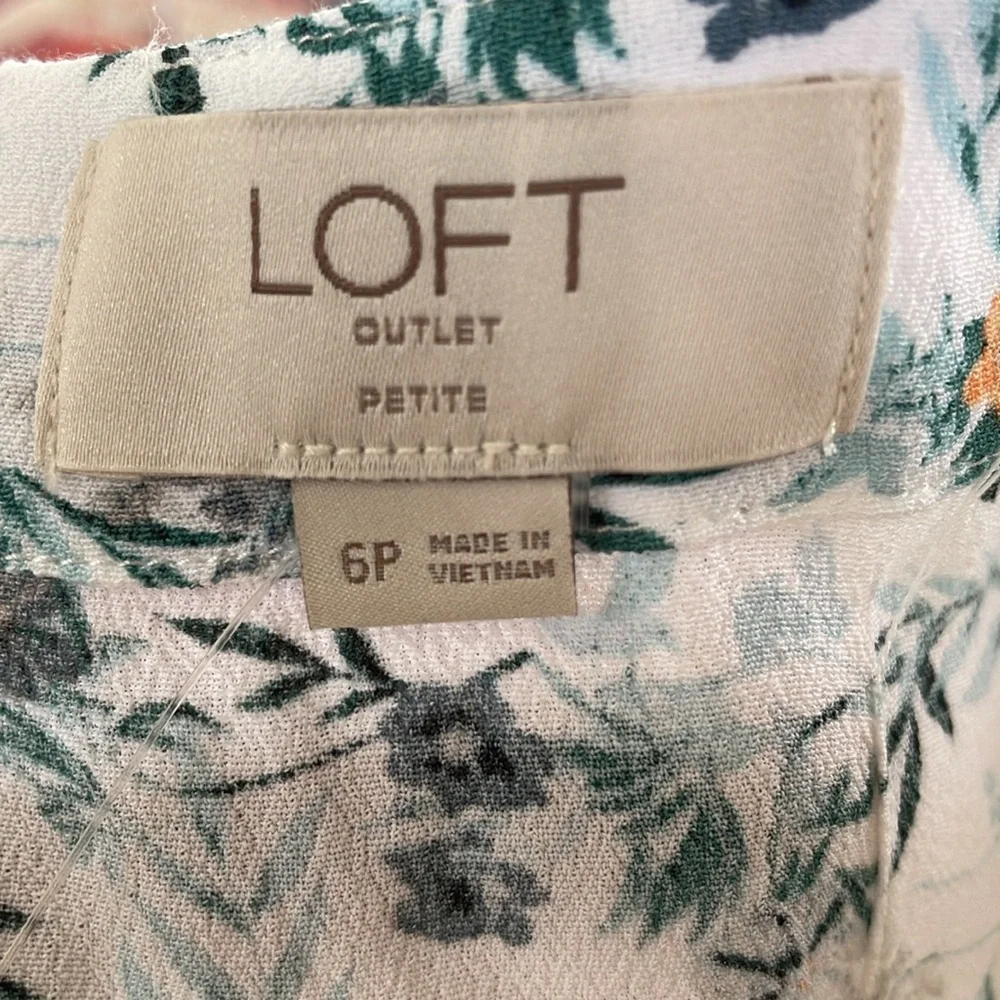 LOFT
OUTLET
PETITE
6P MADE IN
VIETNAM